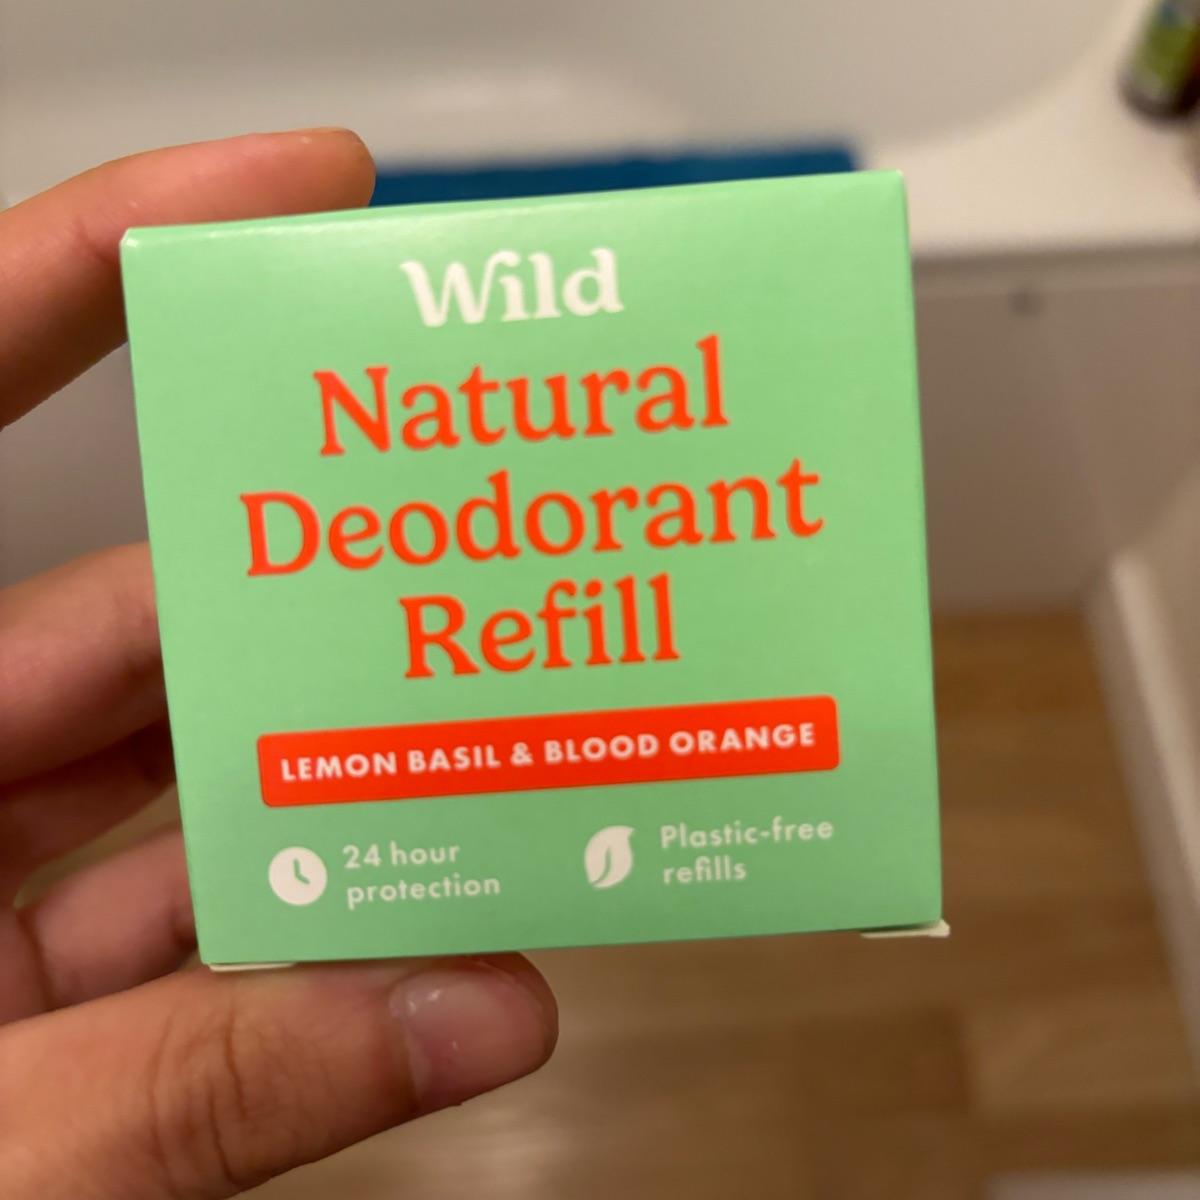 Wild
Natural
Deodorant
Refill
LEMON BASIL & BLOOD ORANGE
24 hour
protection
Plastic-free
refills